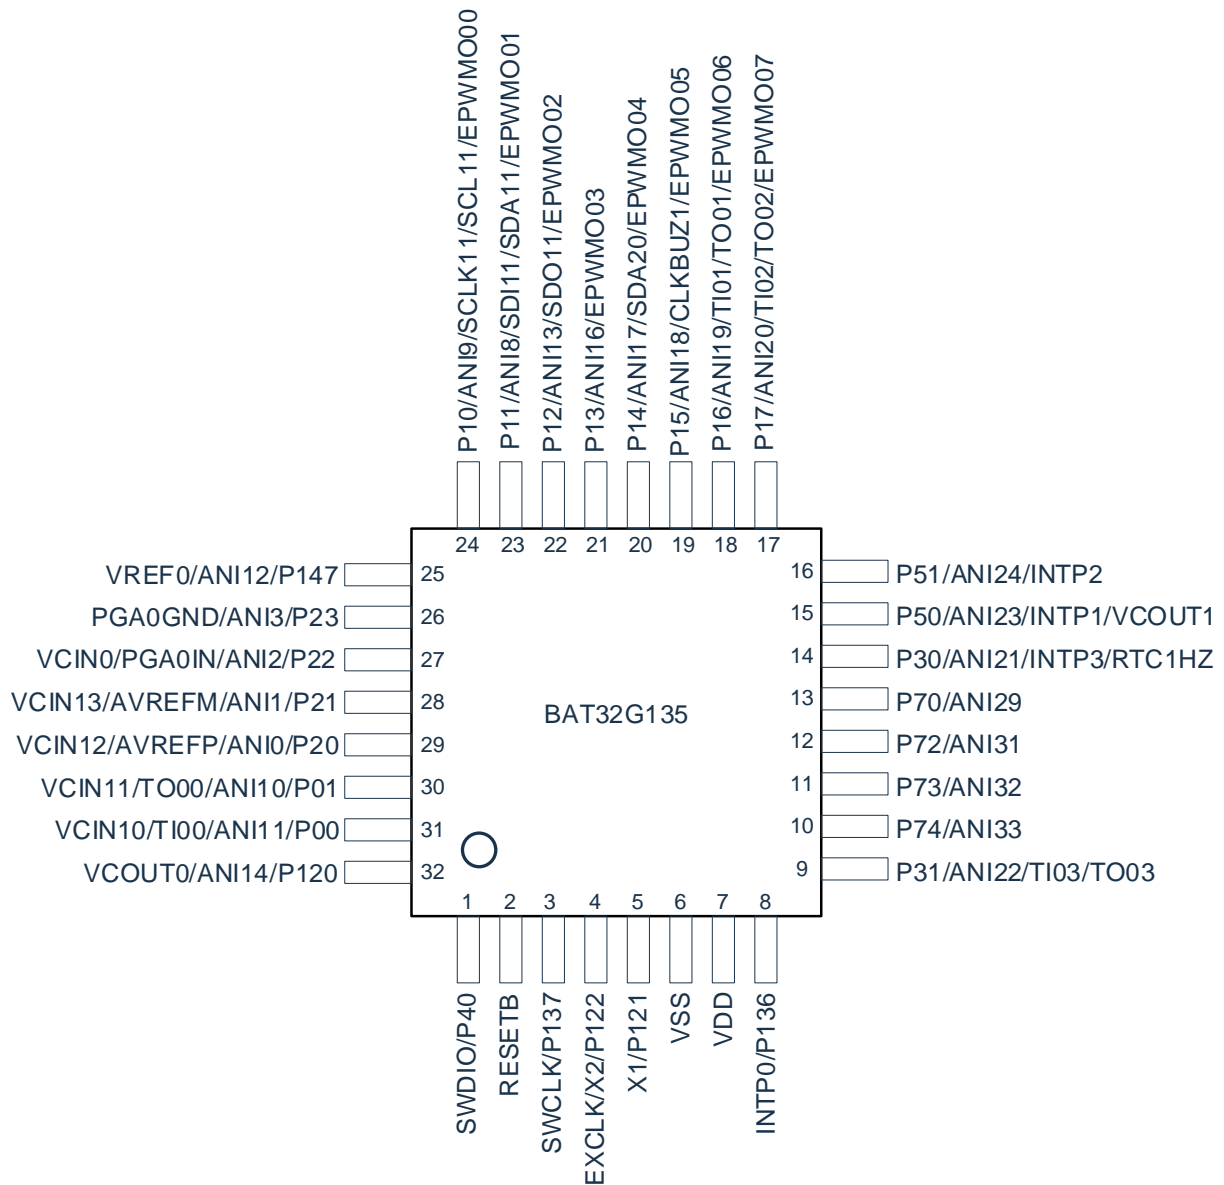 P10/ANI9/SCLK11/SCL11/EPWMO00
P11/ANI8/SDI11/SDA11/EPWMO01
P12/ANI13/SDO11/EPWMO02
P13/ANI16/EPWMO03
P14/ANI17/SDA20/EPWMO04
P15/ANI18/CLKBUZ1/EPWMO05
P16/ANI19/TI01/TO01/EPWMO06
P17/ANI20/TI02/TO02/EPWMO07
24 23 22 21 20 19 18 17
VREF0/ANI12/P147 25
PGA0GND/ANI3/P23 26
VCIN0/PGA0IN/ANI2/P22 27
VCIN13/AVREFM/ANI1/P21 28
VCIN12/AVREFP/ANI0/P20 29
VCIN11/TO00/ANI10/P01 30
VCIN10/TI00/ANI11/P00 31
VCOUT0/ANI14/P120 32
BAT32G135
16 P51/ANI24/INTP2
15 P50/ANI23/INTP1/VCOUT1
14 P30/ANI21/INTP3/RTC1HZ
13 P70/ANI29
12 P72/ANI31
11 P73/ANI32
10 P74/ANI33
9 P31/ANI22/TI03/TO03
1 2 3 4 5 6 7 8
SWDIO/P40
RESETB
SWCLK/P137
EXCLK/X2/P122
X1/P121
VSS
VDD
INTP0/P136